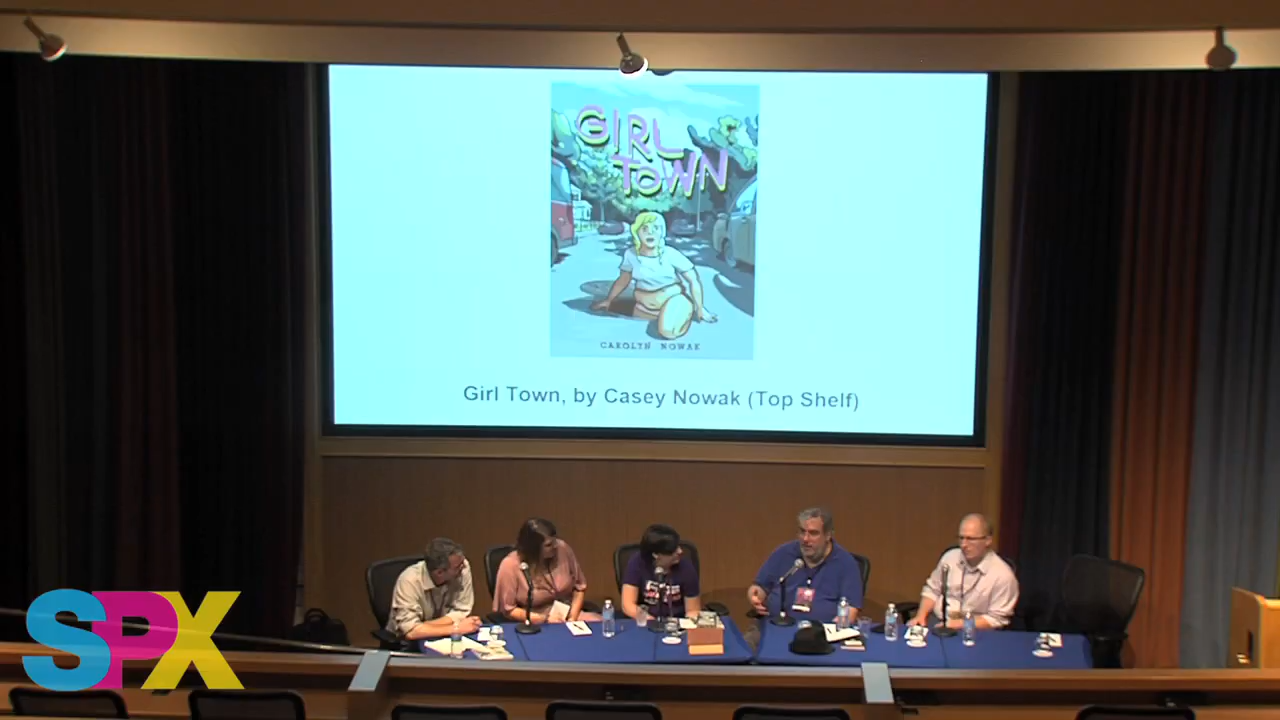 GIRL
TOWN
CAROLYN NOWAK
Girl Town, by Casey Nowak (Top Shelf)
SPX